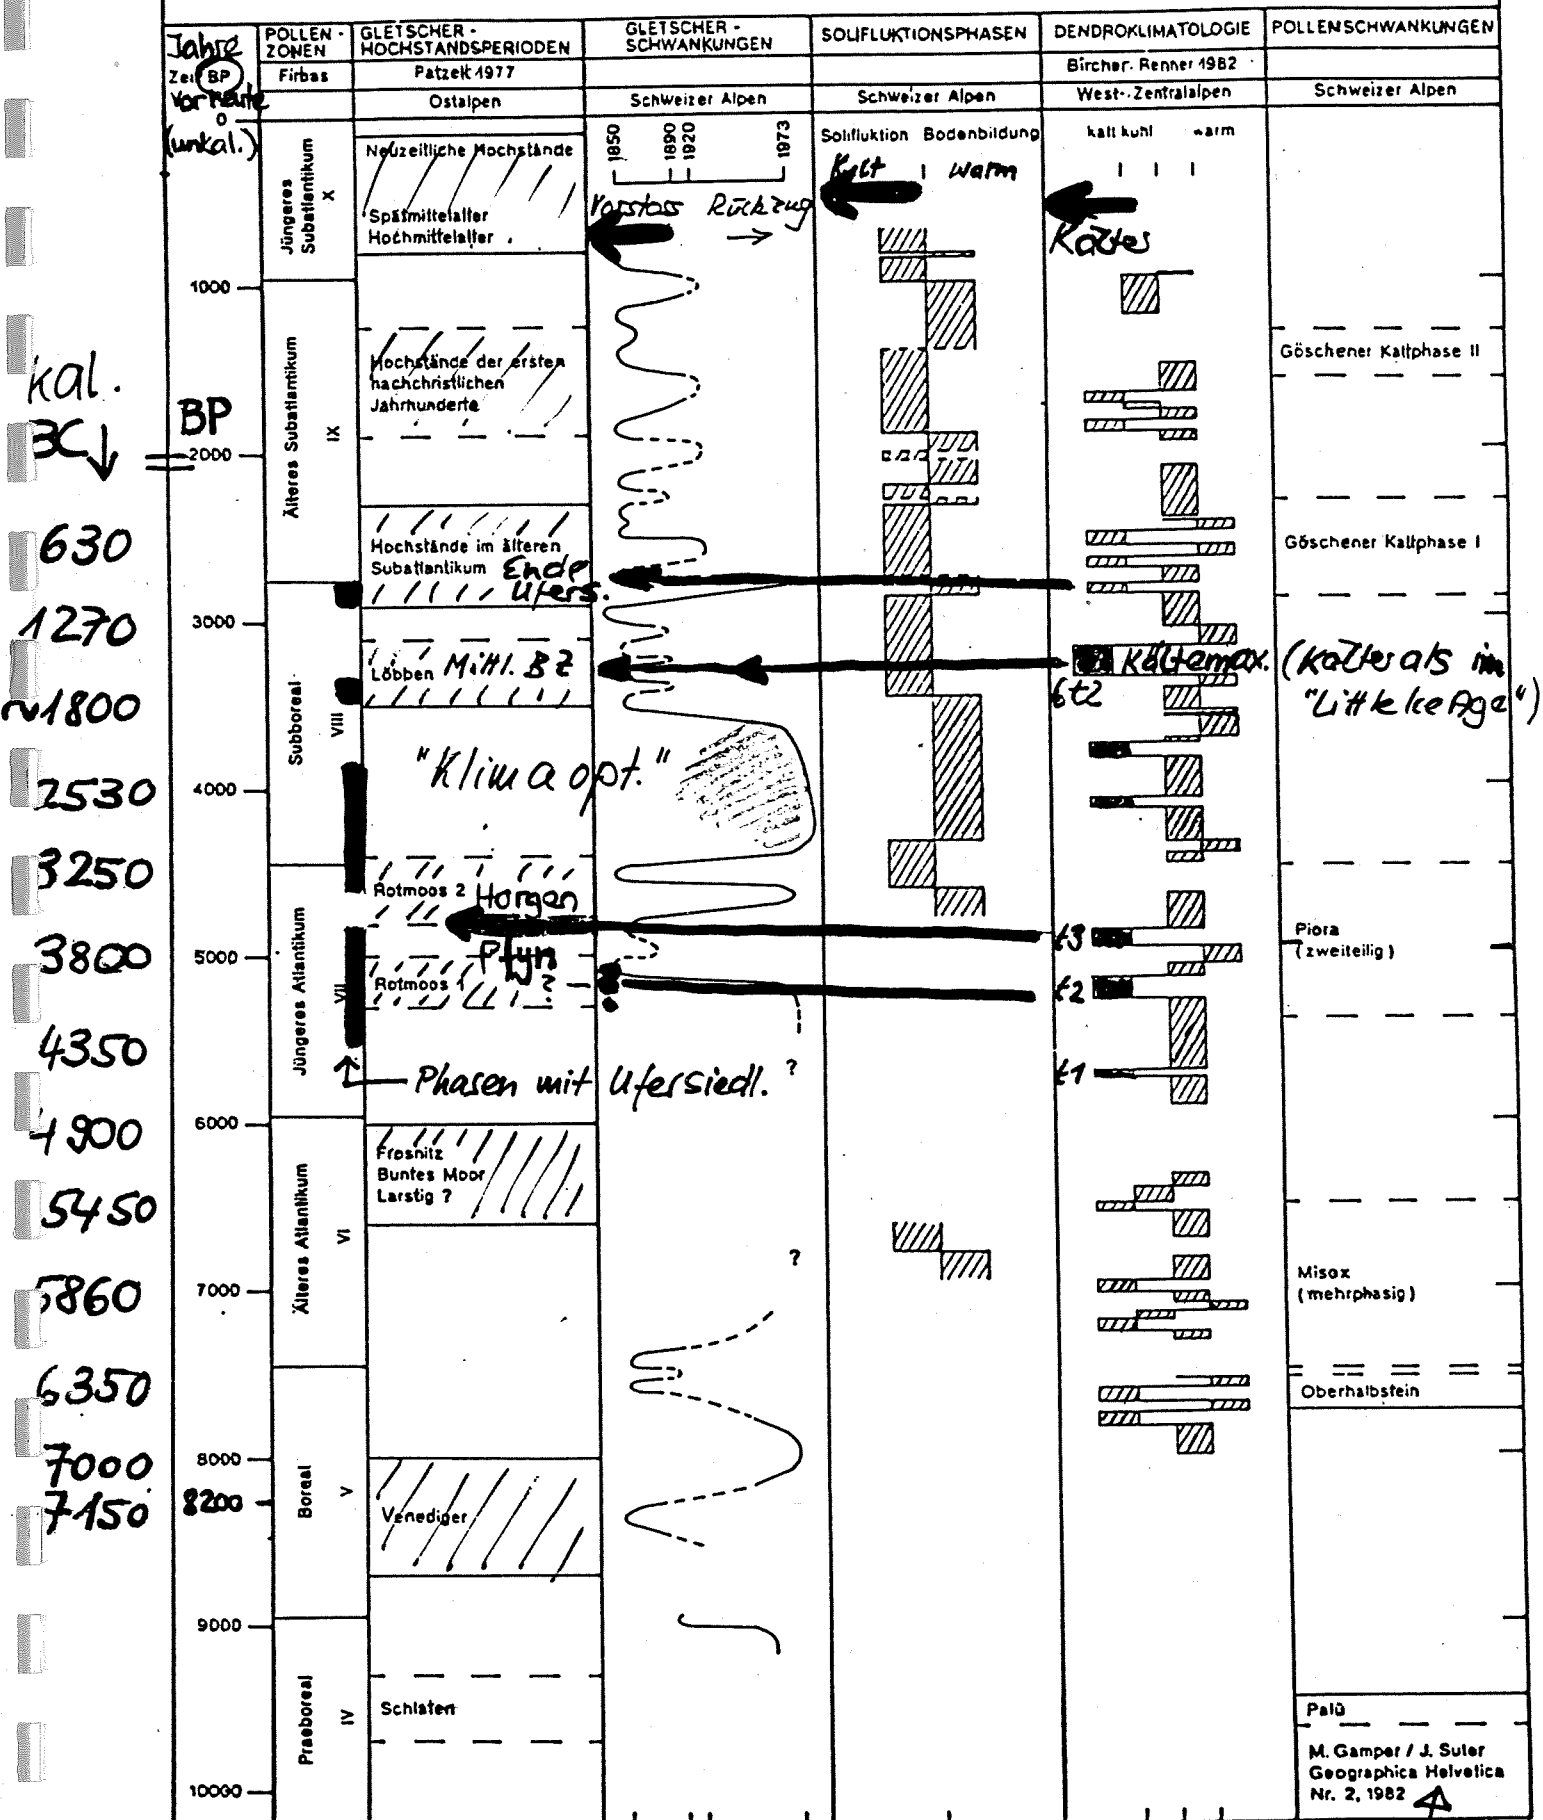 Jahre
Zeit BP
vor heute
(unkal.)
POLLEN-
ZONEN
Firbas
GLETSCHER-
HOCHSTANDSPERIODEN
Patzelt 1977
Ostalpen
GLETSCHER-
SCHWANKUNGEN
Schweizer Alpen
SOLIFLUKTIONSPHASEN
Schweizer Alpen
DENDROKLIMATOLOGIE
Bircher. Renner 1982
West-. Zentralalpen
POLLENSCHWANKUNGEN
Schweizer Alpen
1850
1890
1920
1973
Vorstoss Rückzug
Solifluktion Bodenbildung
Kalt warm
kalt kuhl warm
Kälter
kal.
BC
630
1270
~1800
2530
3250
3800
4350
4900
5450
5860
6350
7000
7150
BP
0
1000
2000
3000
4000
5000
6000
7000
8000
8200
9000
10000
Jüngeres
Subatlantikum
X
Älteres Subatlantikum
IX
Subboreal
VIII
Jüngeres Atlantikum
VII
Älteres Atlantikum
VI
Boreal
V
Praeboreal
IV
Neuzeitliche Hochstände
Spätmittelalter
Hochmittelalter
Hochstände der ersten
nachchristlichen
Jahrhunderte
Hochstände im älteren
Subatlantikum Ende
Ufers.
Löbben Mittl. BZ
"Klimaopt."
Rotmoos 2 Horgen
Pfyn
Rotmoos 1 ?
Phasen mit Ufersiedl.
?
Frosnitz
Buntes Moor
Larstig ?
?
Venediger
Schlaten
Kältemax. (kälter als im
"Little Ice Age")
t2
t3
t2
t1
Göschener Kaltphase II
Göschener Kaltphase I
Piora
(zweiteilig)
Misox
(mehrphasig)
Oberhalbstein
Palü
M. Gamper / J. Suter
Geographica Helvetica
Nr. 2, 1982